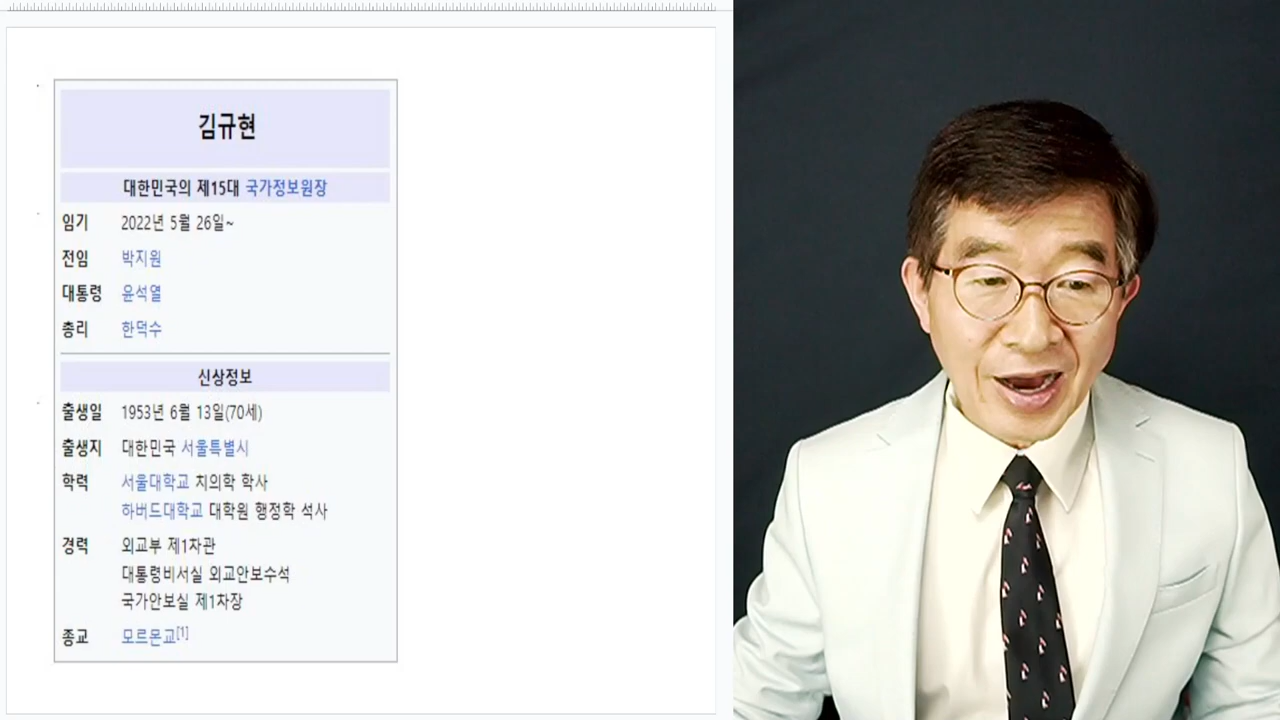 김규현
대한민국의 제15대 국가정보원장
임기 2022년 5월 26일~
전임 박지원
대통령 윤석열
총리 한덕수
신상정보
출생일 1953년 6월 13일(70세)
출생지 대한민국 서울특별시
학력 서울대학교 치의학 학사
하버드대학교 대학원 행정학 석사
경력 외교부 제1차관
대통령비서실 외교안보수석
국가안보실 제1차장
종교 모르몬교[1]